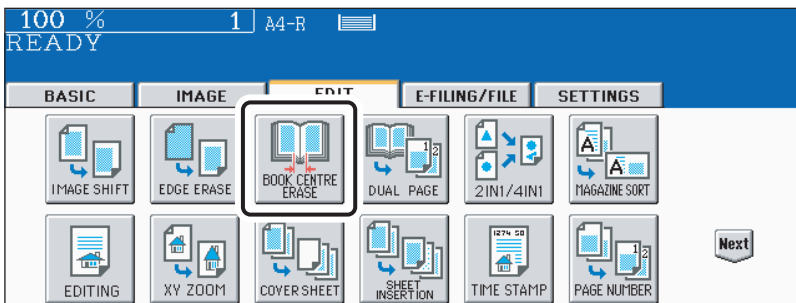 100 % 1 A4-R
READY
BASIC IMAGE EDIT E-FILING/FILE SETTINGS
IMAGE SHIFT EDGE ERASE BOOK CENTRE ERASE DUAL PAGE 2IN1/4IN1 MAGAZINE SORT
EDITING XY ZOOM COVER SHEET SHEET INSERTION TIME STAMP PAGE NUMBER
Next